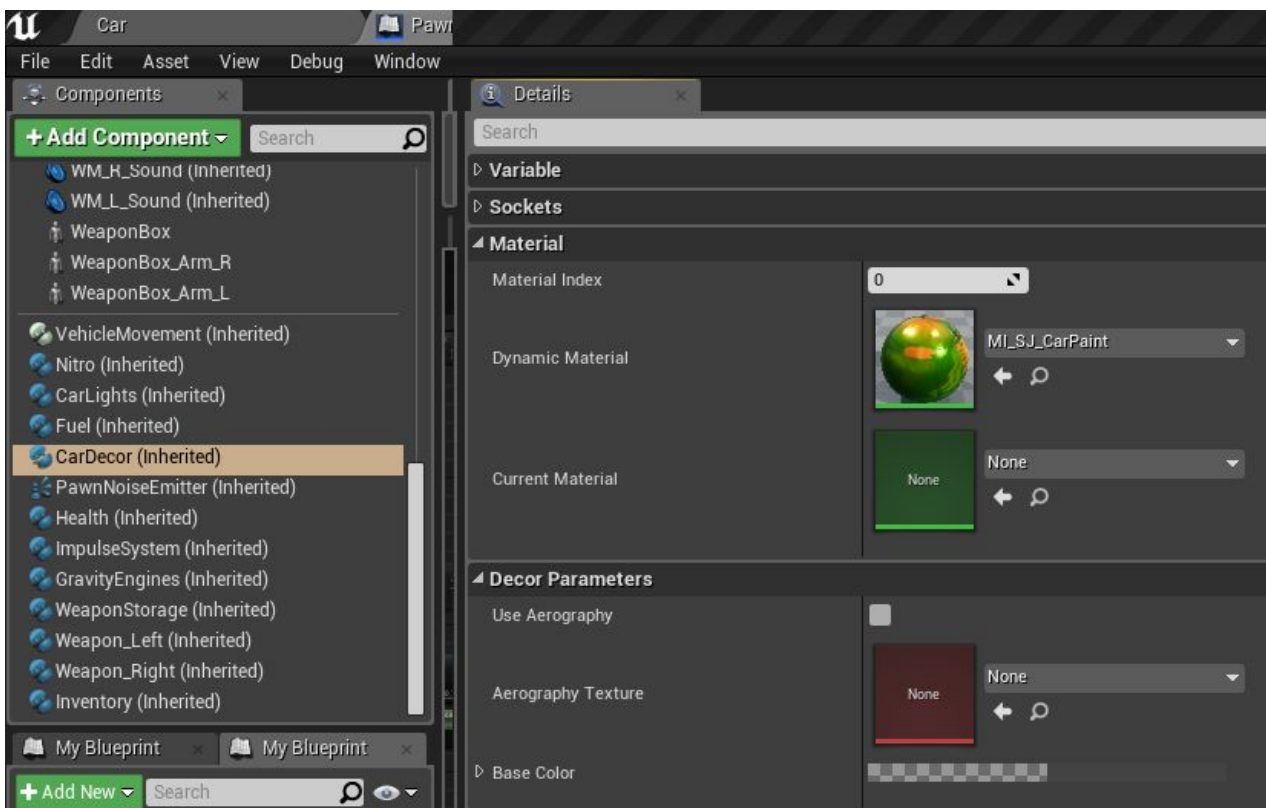 Car
Pawn
File Edit Asset View Debug Window
Components
+Add Component
Search
WM_R_Sound (Inherited)
WM_L_Sound (Inherited)
WeaponBox
WeaponBox_Arm_R
WeaponBox_Arm_L
VehicleMovement (Inherited)
Nitro (Inherited)
CarLights (Inherited)
Fuel (Inherited)
CarDecor (Inherited)
PawnNoiseEmitter (Inherited)
Health (Inherited)
ImpulseSystem (Inherited)
GravityEngines (Inherited)
WeaponStorage (Inherited)
Weapon_Left (Inherited)
Weapon_Right (Inherited)
Inventory (Inherited)
My Blueprint
My Blueprint
+Add New
Search
Details
Search
Variable
Sockets
Material
Material Index
0
Dynamic Material
MI_SJ_CarPaint
Current Material
None
None
Decor Parameters
Use Aerography
Aerography Texture
None
None
Base Color